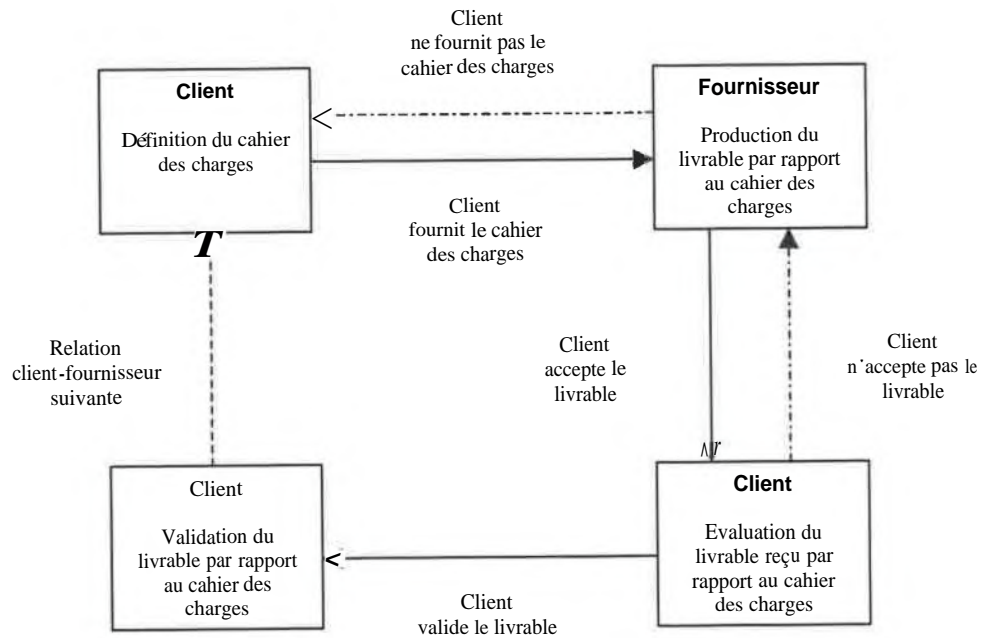 Client
ne fournit pas le
cahier des charges
Client
Définition du cahier
des charges
Fournisseur
Production du
livrable par rapport
au cahier des
charges
Client
fournit le cahier
des charges
T
Relation
client-fournisseur
suivante
Client
accepte le
livrable
Client
n'accepte pas le
livrable
Client
Validation du
livrable par rapport
au cahier des
charges
Client
Evaluation du
livrable reçu par
rapport au cahier
des charges
Client
valide le livrable